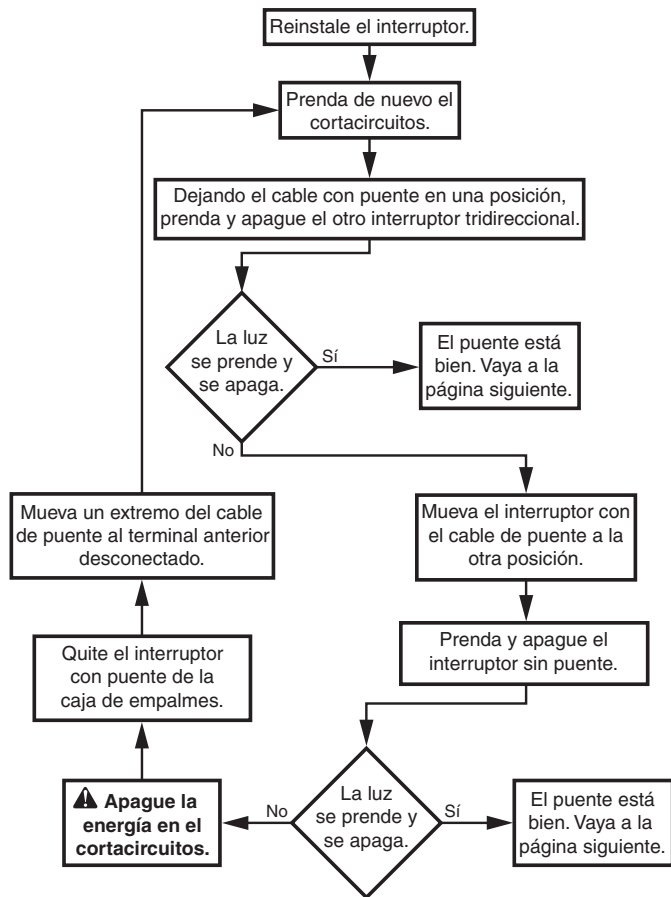 Reinstale el interruptor.
Prenda de nuevo el
cortacircuitos.
Dejando el cable con puente en una posición,
prenda y apague el otro interruptor tridireccional.
La luz
se prende y
se apaga.
Sí
El puente está
bien. Vaya a la
página siguiente.
No
Mueva el interruptor con
el cable de puente a la
otra posición.
Prenda y apague el
interruptor sin puente.
La luz
se prende y
se apaga.
Sí
El puente está
bien. Vaya a la
página siguiente.
No
Apague la
energía en el
cortacircuitos.
Quite el interruptor
con puente de la
caja de empalmes.
Mueva un extremo del cable
de puente al terminal anterior
desconectado.